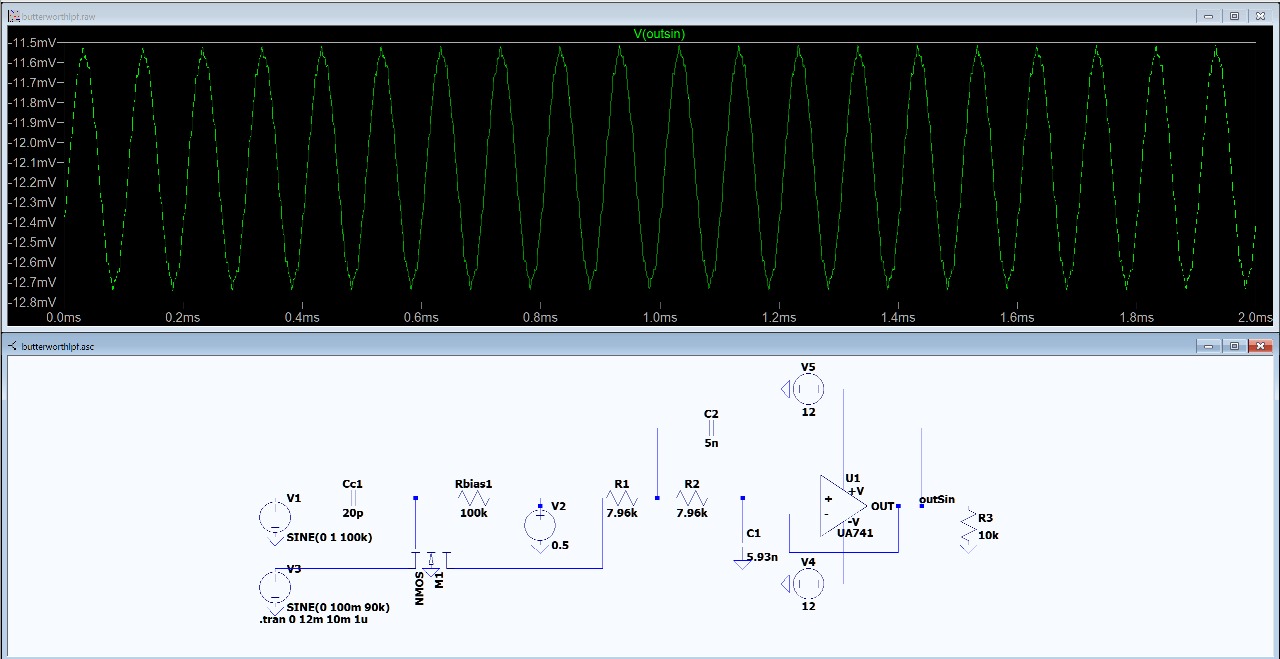 butterworthlpf.raw
V(outsin)
-11.5mV
-11.6mV
-11.7mV
-11.8mV
-11.9mV
-12.0mV
-12.1mV
-12.2mV
-12.3mV
-12.4mV
-12.5mV
-12.6mV
-12.7mV
-12.8mV
0.0ms 0.2ms 0.4ms 0.6ms 0.8ms 1.0ms 1.2ms 1.4ms 1.6ms 1.8ms 2.0ms
butterworthlpf.asc
V5
12
C2
5n
Cc1
20p
Rbias1
100k
R1
7.96k
R2
7.96k
U1
+V
OUT
-V
UA741
outSin
V1
SINE(0 1 100k)
V2
0.5
C1
5.93n
R3
10k
V3
SINE(0 100m 90k)
.tran 0 12m 10m 1u
NMOS
M1
V4
12